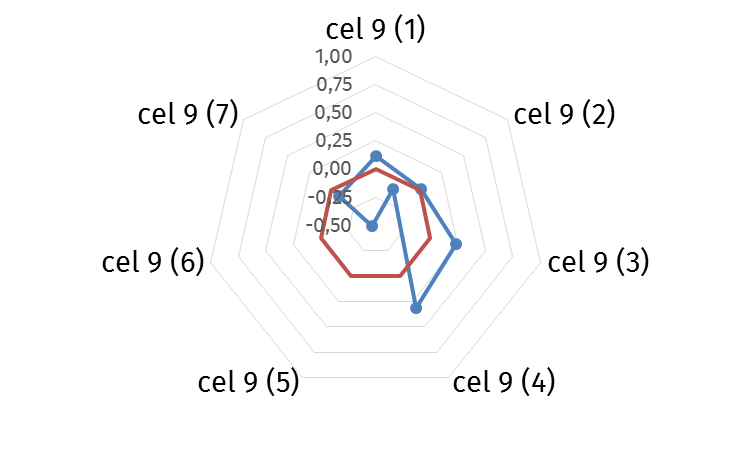 cel 9 (1)
1,00
0,75
0,50
0,25
0,00
-0,25
-0,50
cel 9 (2)
cel 9 (3)
cel 9 (4)
cel 9 (5)
cel 9 (6)
cel 9 (7)